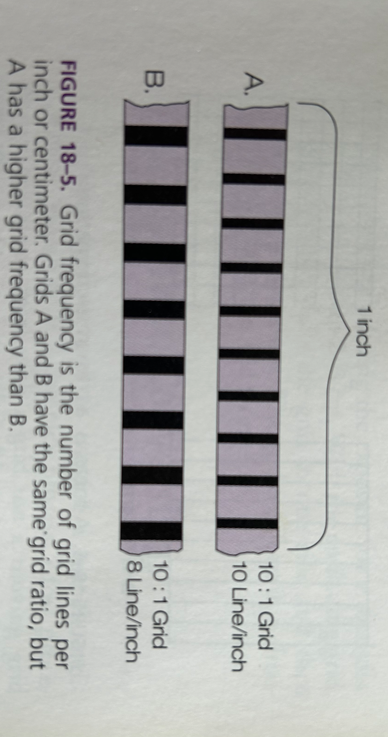 1 inch
A.
10 : 1 Grid
10 Line/inch
B.
10 : 1 Grid
8 Line/inch
FIGURE 18–5. Grid frequency is the number of grid lines per
inch or centimeter. Grids A and B have the same grid ratio, but
A has a higher grid frequency than B.